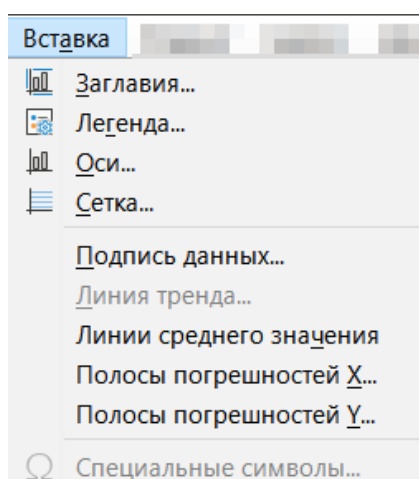 Вставка
Заглавия...
Легенда...
Оси...
Сетка...
Подпись данных...
Линия тренда...
Линии среднего значения
Полосы погрешностей X...
Полосы погрешностей Y...
Специальные символы...